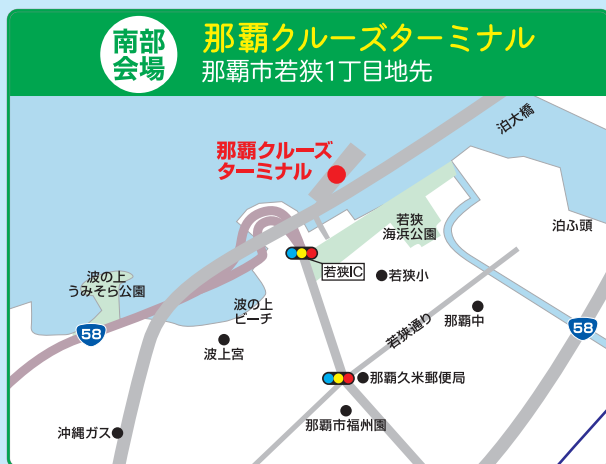 南部
会場
那覇クルーズターミナル
那覇市若狭1丁目地先
泊大橋
那覇クルーズ
ターミナル
若狭
海浜公園
泊ふ頭
若狭IC
若狭小
波の上
うみそら公園
波の上
ビーチ
58
波上宮
若狭通り
那覇中
58
那覇久米郵便局
那覇市福州園
沖縄ガス